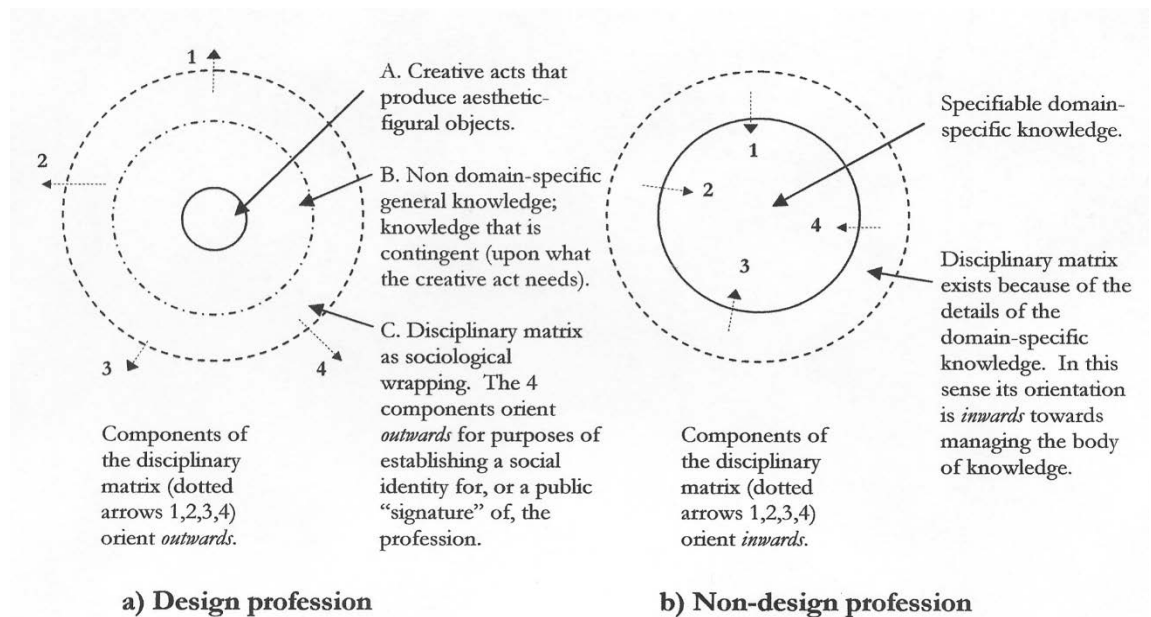 1
2
3
4
A. Creative acts that
produce aesthetic-
figural objects.
B. Non domain-specific
general knowledge;
knowledge that is
contingent (upon what
the creative act needs).
C. Disciplinary matrix
as sociological
wrapping. The 4
components orient
outwards for purposes of
establishing a social
identity for, or a public
“signature” of, the
profession.
Components of
the disciplinary
matrix (dotted
arrows 1,2,3,4)
orient outwards.
a) Design profession
1
2
4
3
Specifiable domain-
specific knowledge.
Disciplinary matrix
exists because of the
details of the
domain-specific
knowledge. In this
sense its orientation
is inwards towards
managing the body
of knowledge.
Components of
the disciplinary
matrix (dotted
arrows 1,2,3,4)
orient inwards.
b) Non-design profession